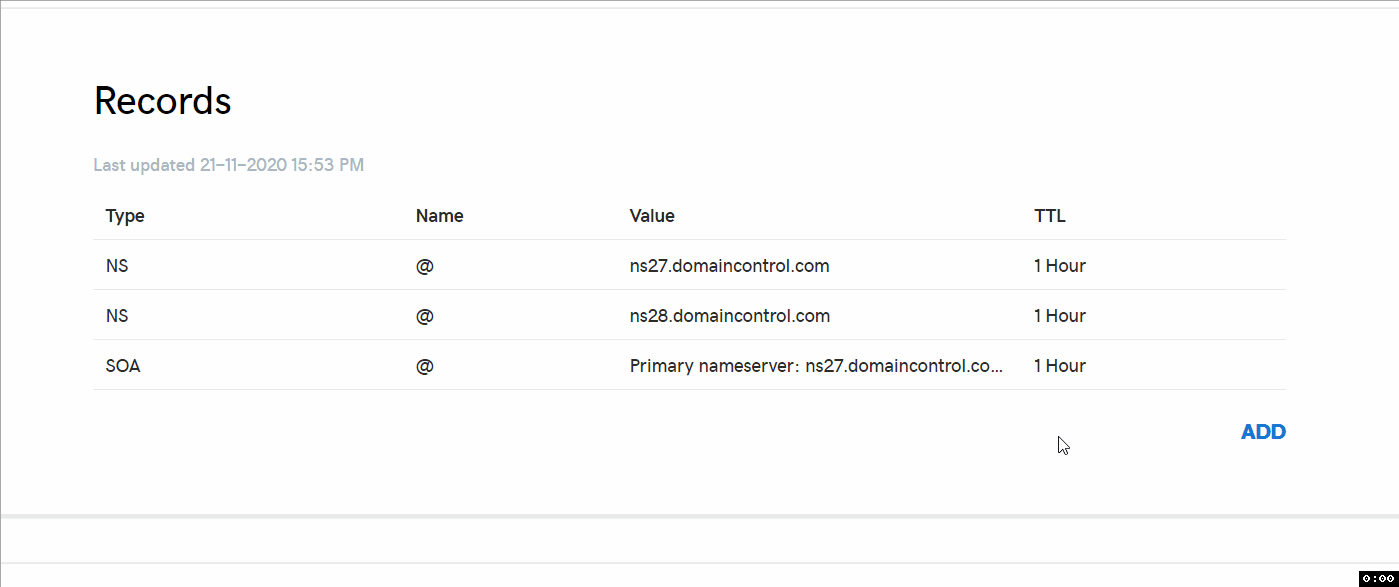 Records
Last updated 21-11-2020 15:53 PM
Type Name Value TTL
NS @ ns27.domaincontrol.com 1 Hour
NS @ ns28.domaincontrol.com 1 Hour
SOA @ Primary nameserver: ns27.domaincontrol.co... 1 Hour
ADD
0:00